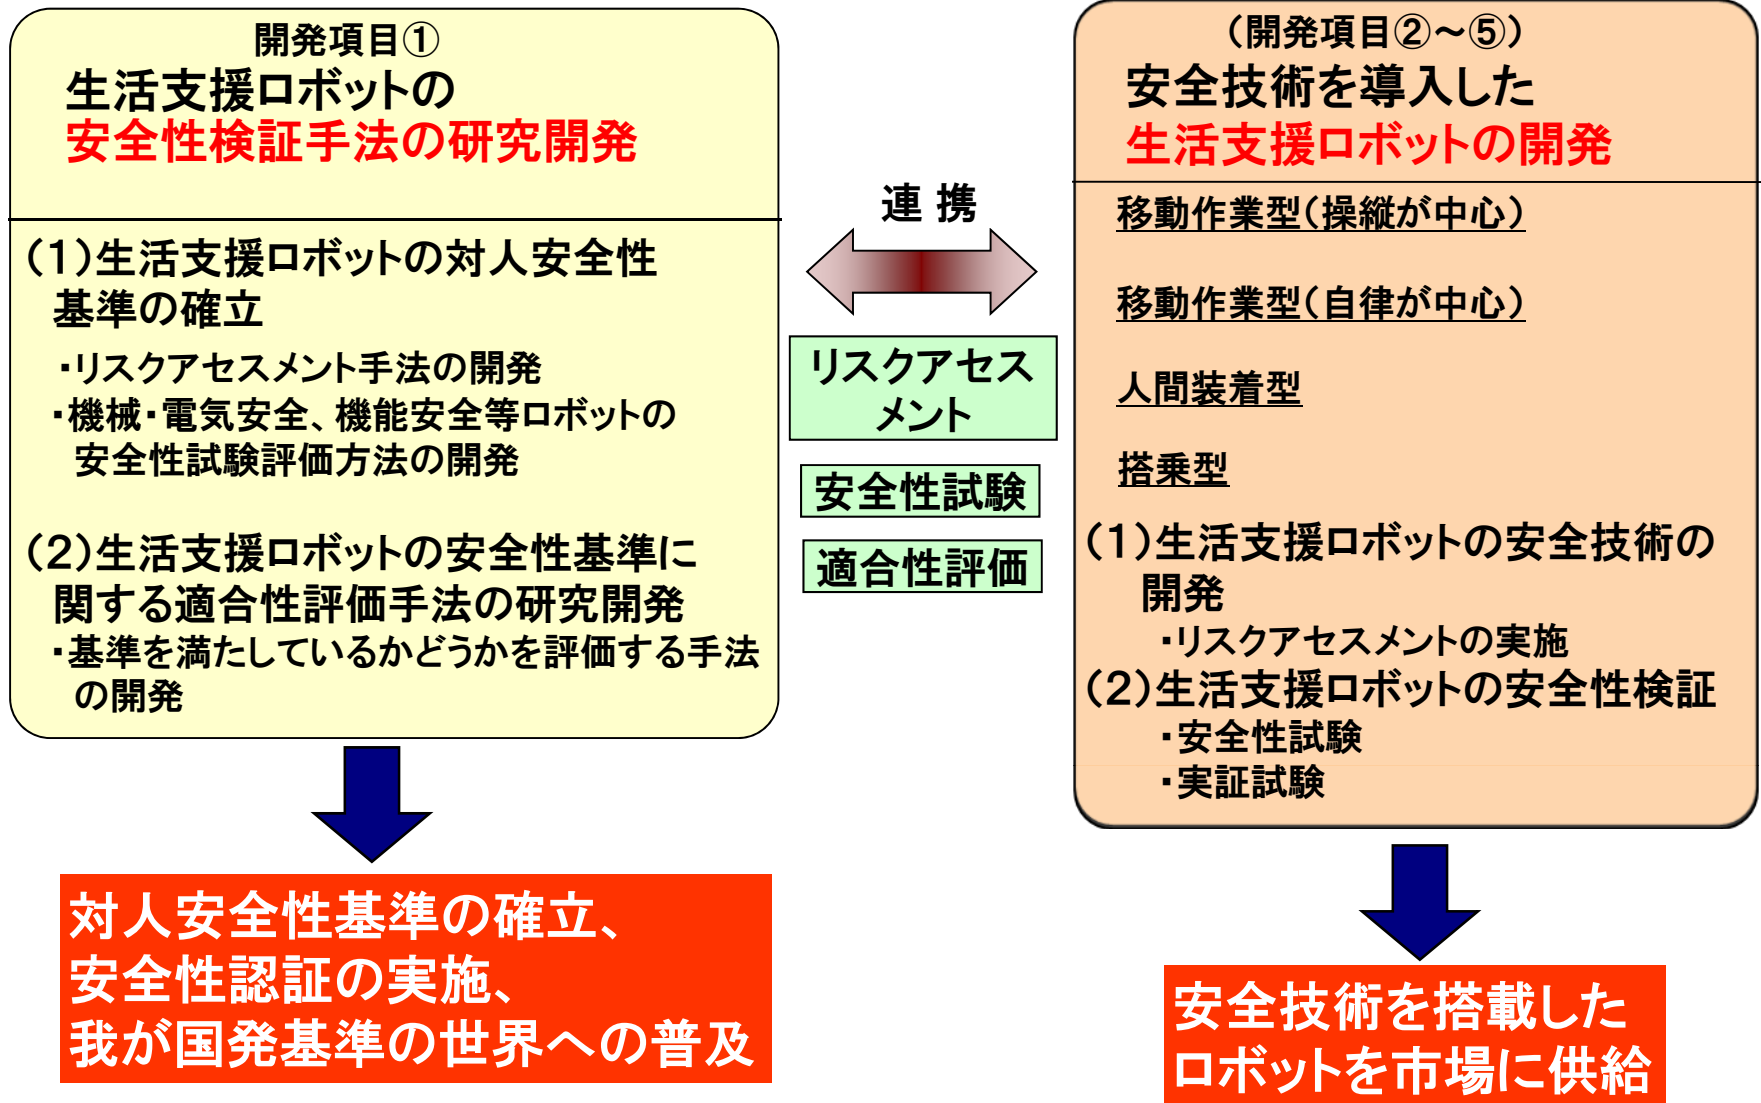 開発項目①
生活支援ロボットの
安全性検証手法の研究開発
(1)生活支援ロボットの対人安全性
基準の確立
・リスクアセスメント手法の開発
・機械・電気安全、機能安全等ロボットの
安全性試験評価方法の開発
(2)生活支援ロボットの安全性基準に
関する適合性評価手法の研究開発
・基準を満たしているかどうかを評価する手法
の開発
対人安全性基準の確立、
安全性認証の実施、
我が国発基準の世界への普及
連 携
リスクアセス
メント
安全性試験
適合性評価
(開発項目②~⑤)
安全技術を導入した
生活支援ロボットの開発
移動作業型(操縦が中心)
移動作業型(自律が中心)
人間装着型
搭乗型
(1)生活支援ロボットの安全技術の
開発
・リスクアセスメントの実施
(2)生活支援ロボットの安全性検証
・安全性試験
・実証試験
安全技術を搭載した
ロボットを市場に供給